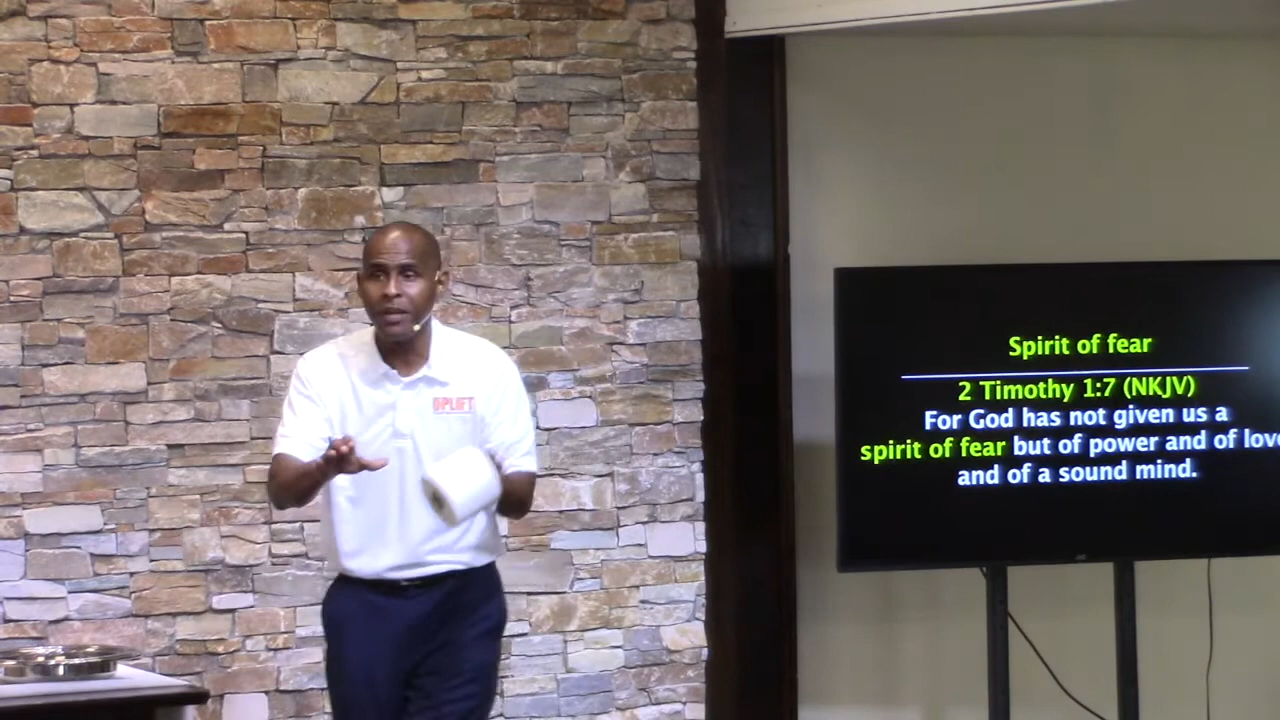 UPLIFT
Spirit of fear
2 Timothy 1:7 (NKJV)
For God has not given us a
spirit of fear but of power and of love
and of a sound mind.